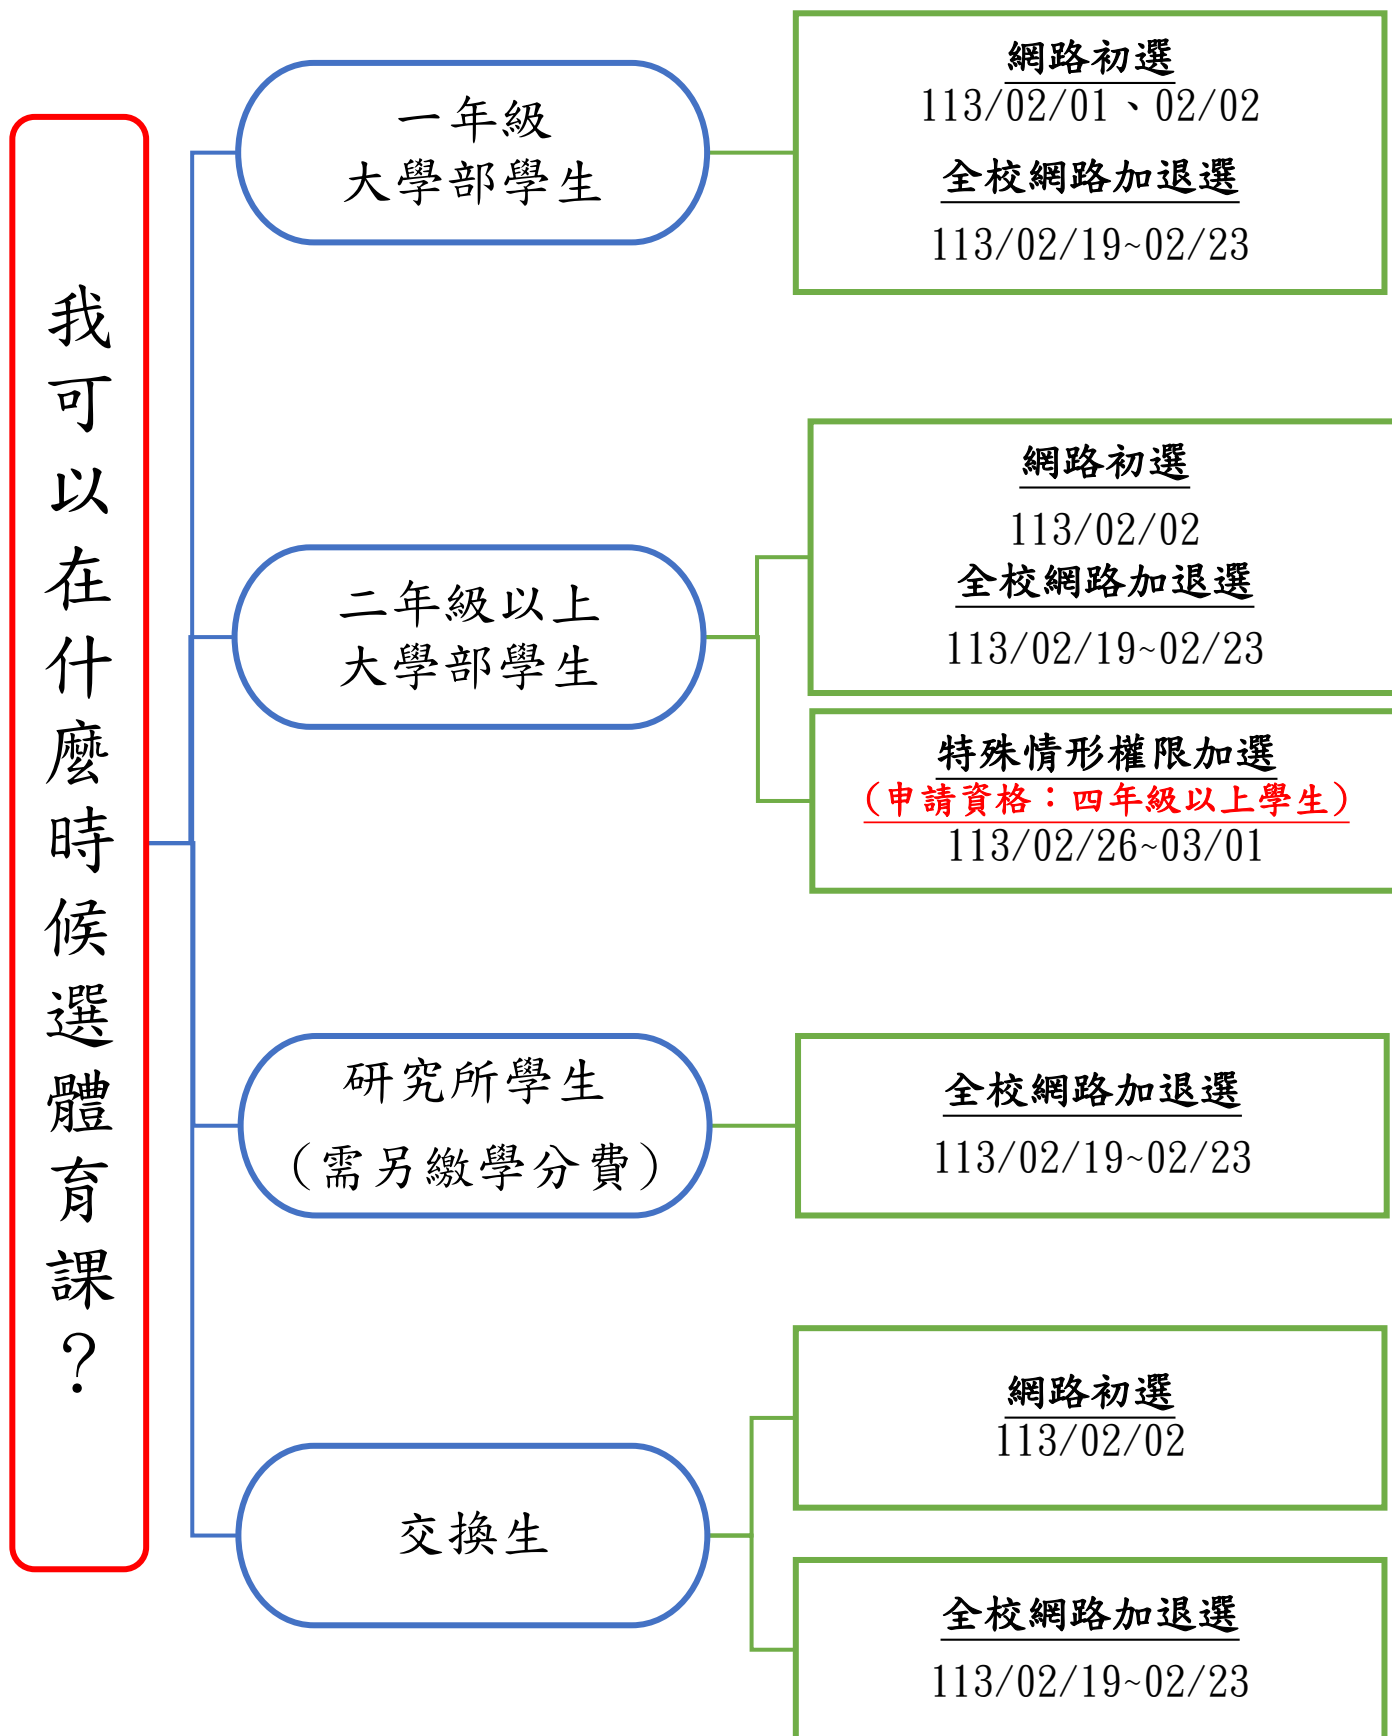 我可以在什麼時候選體育課?
一年級
大學部學生
網路初選
113/02/01、02/02
全校網路加退選
113/02/19~02/23
二年級以上
大學部學生
網路初選
113/02/02
全校網路加退選
113/02/19~02/23
特殊情形權限加選
(申請資格：四年級以上學生)
113/02/26~03/01
研究所學生
(需另繳學分費)
全校網路加退選
113/02/19~02/23
交換生
網路初選
113/02/02
全校網路加退選
113/02/19~02/23